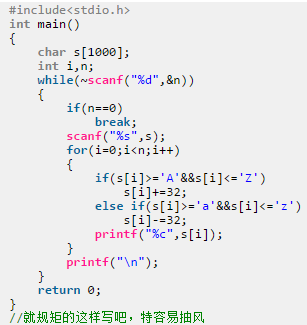 #include<stdio.h>
int main()
{
    char s[1000];
    int i,n;
    while(~scanf("%d",&n))
    {
        if(n==0)
            break;
        scanf("%s",s);
        for(i=0;i<n;i++)
        {
            if(s[i]>='A'&&s[i]<='Z')
                s[i]+=32;
            else if(s[i]>='a'&&s[i]<='z')
                s[i]-=32;
            printf("%c",s[i]);
        }
        printf("\n");
    }
    return 0;
}
//就规矩的这样写吧，特容易抽风